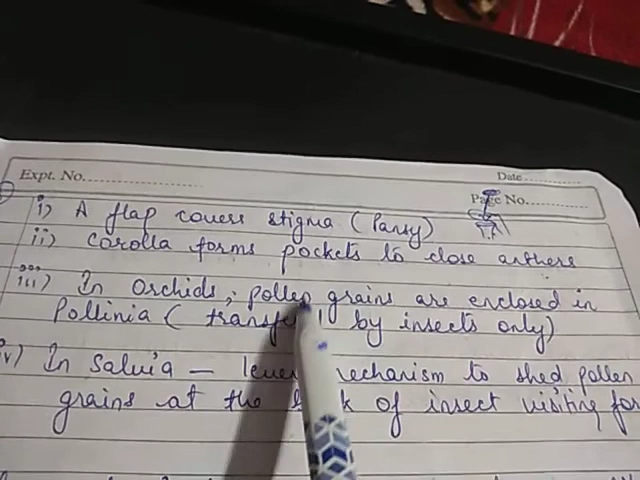 Expt. No.
Date
Page No.
i) A flap covers stigma (Pansy)
ii) Corolla forms pockets to close anthers
iii) In Orchids, pollen grains are enclosed in
Pollinia ( by insects only)
iv) In Salvia — mechanism to shed pollen
grains at the of insect visiting for